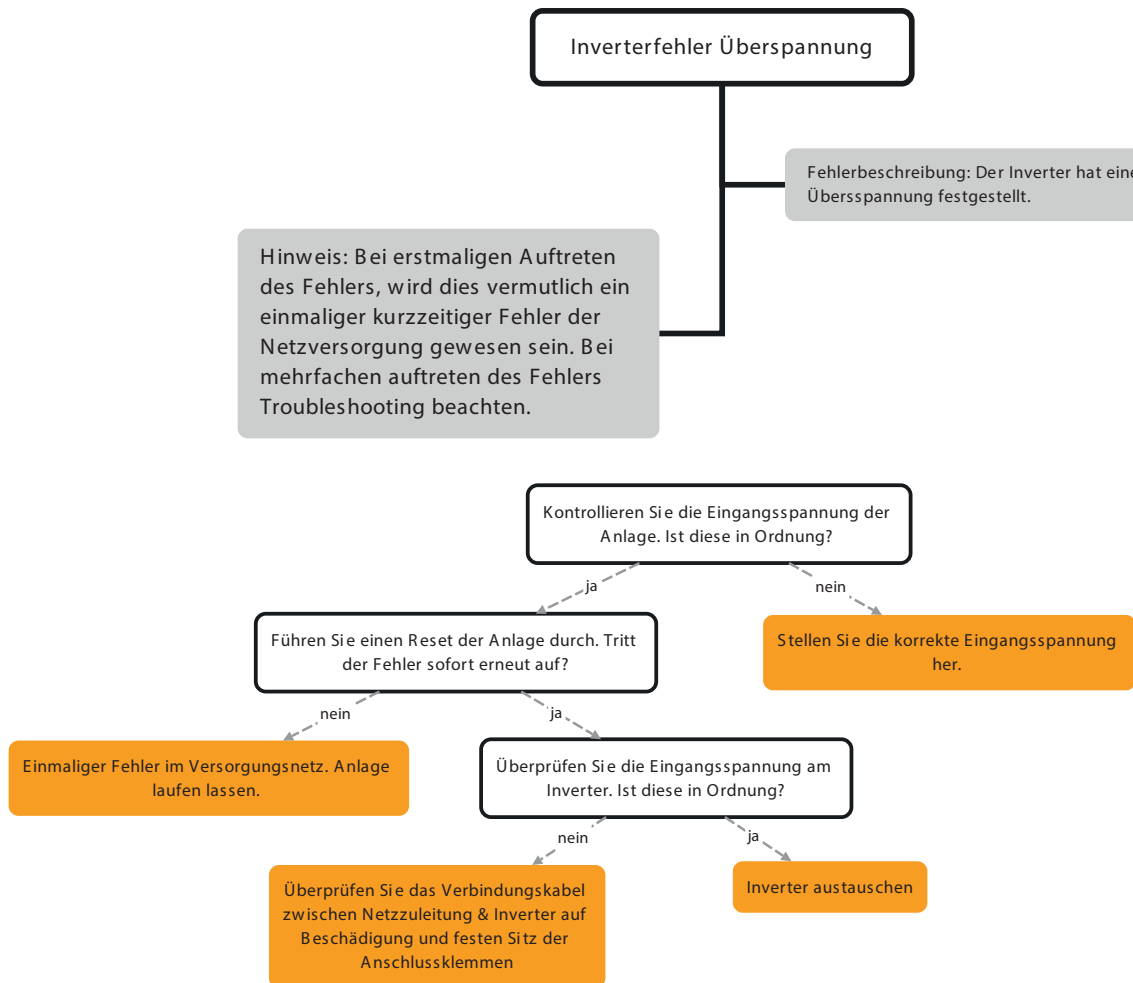 Inverterfehler Überspannung
Fehlerbeschreibung: Der Inverter hat eine
Überspannung festgestellt.
Hinweis: Bei erstmaligen Auftreten
des Fehlers, wird dies vermutlich ein
einmaliger kurzzeitiger Fehler der
Netzversorgung gewesen sein. Bei
mehrfachen auftreten des Fehlers
Troubleshooting beachten.
Kontrollieren Sie die Eingangsspannung der
Anlage. Ist diese in Ordnung?
ja
nein
Führen Sie einen Reset der Anlage durch. Tritt
der Fehler sofort erneut auf?
Stellen Sie die korrekte Eingangsspannung
her.
nein
ja
Einmaliger Fehler im Versorgungsnetz. Anlage
laufen lassen.
Überprüfen Sie die Eingangsspannung am
Inverter. Ist diese in Ordnung?
nein
ja
Überprüfen Sie das Verbindungskabel
zwischen Netzzuleitung & Inverter auf
Beschädigung und festen Sitz der
Anschlussklemmen
Inverter austauschen